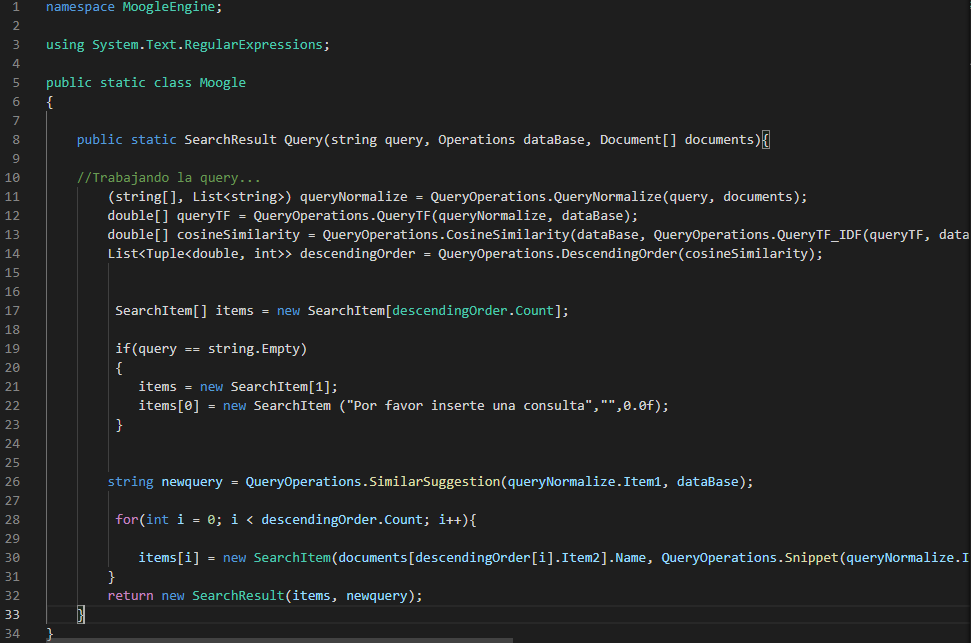 1 namespace MoogleEngine;
2
3 using System.Text.RegularExpressions;
4
5 public static class Moogle
6 {
7
8 public static SearchResult Query(string query, Operations dataBase, Document[] documents){
9
10 //Trabajando la query...
11 (string[], List<string>) queryNormalize = QueryOperations.QueryNormalize(query, documents);
12 double[] queryTF = QueryOperations.QueryTF(queryNormalize, dataBase);
13 double[] cosineSimilarity = QueryOperations.CosineSimilarity(dataBase, QueryOperations.QueryTF_IDF(queryTF, data
14 List<Tuple<double, int>> descendingOrder = QueryOperations.DescendingOrder(cosineSimilarity);
15
16
17 SearchItem[] items = new SearchItem[descendingOrder.Count];
18
19 if(query == string.Empty)
20 {
21 items = new SearchItem[1];
22 items[0] = new SearchItem ("Por favor inserte una consulta","",0.0f);
23 }
24
25
26 string newquery = QueryOperations.SimilarSuggestion(queryNormalize.Item1, dataBase);
27
28 for(int i = 0; i < descendingOrder.Count; i++){
29
30 items[i] = new SearchItem(documents[descendingOrder[i].Item2].Name, QueryOperations.Snippet(queryNormalize.I
31 }
32 return new SearchResult(items, newquery);
33 }
34 }